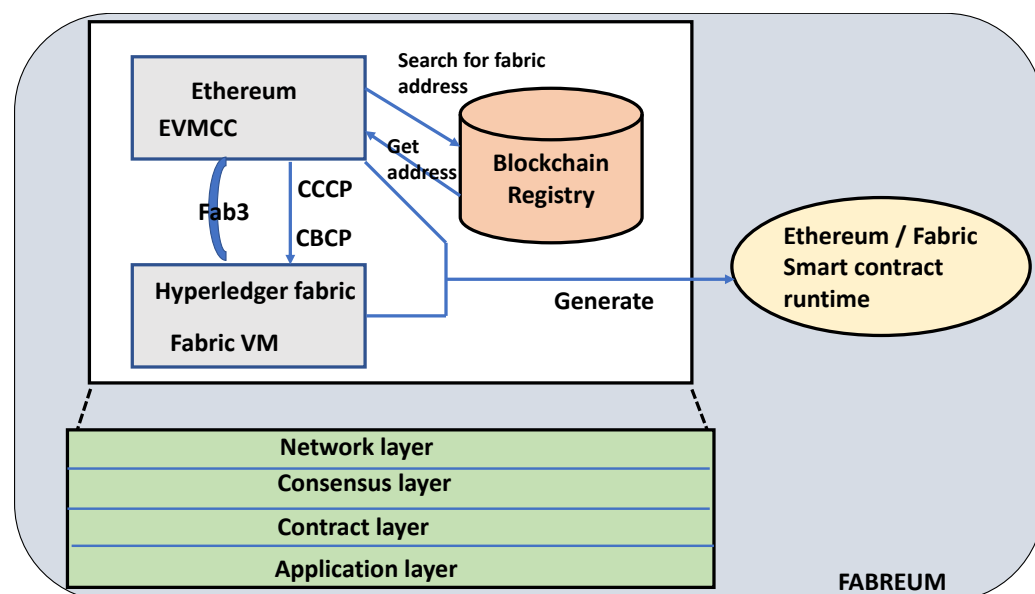 Search for fabric
address
Ethereum
EVMCC
Get
address
Blockchain
Registry
CCCP
Fab3
CBCP
Ethereum / Fabric
Smart contract
runtime
Hyperledger fabric
Generate
Fabric VM
Network layer
Consensus layer
Contract layer
Application layer
FABREUM